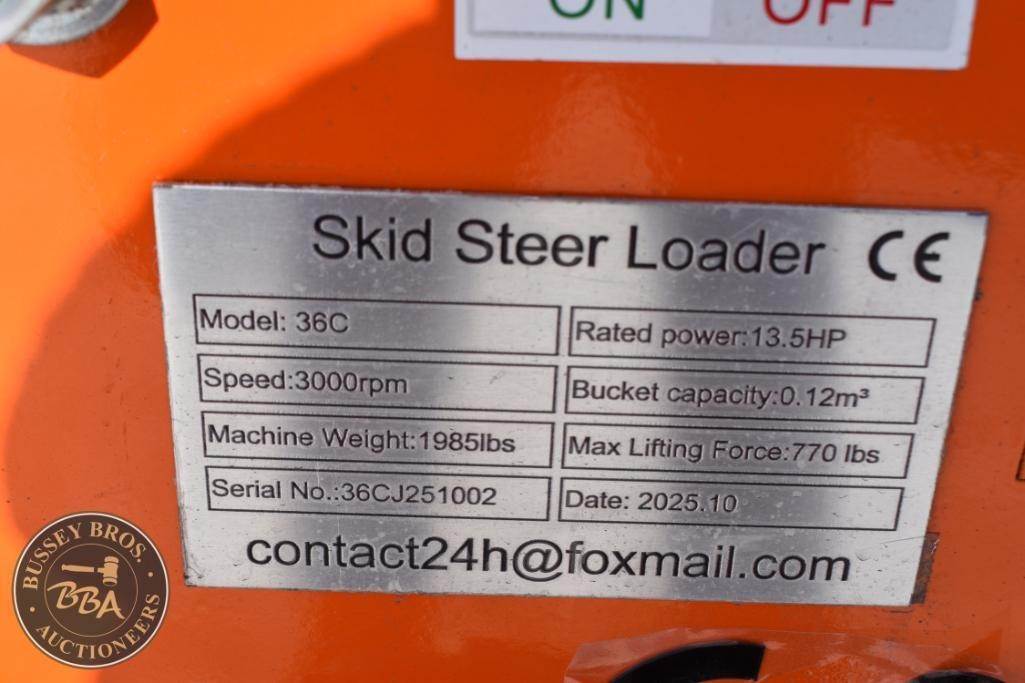 ON OFF
Skid Steer Loader CE
Model: 36C
Rated power:13.5HP
Speed:3000rpm
Bucket capacity:0.12m³
Machine Weight:1985lbs
Max Lifting Force:770 lbs
Serial No.:36CJ251002
Date: 2025.10
contact24h@foxmail.com
BUSSEY BROS.
BBA
AUCTIONEERS